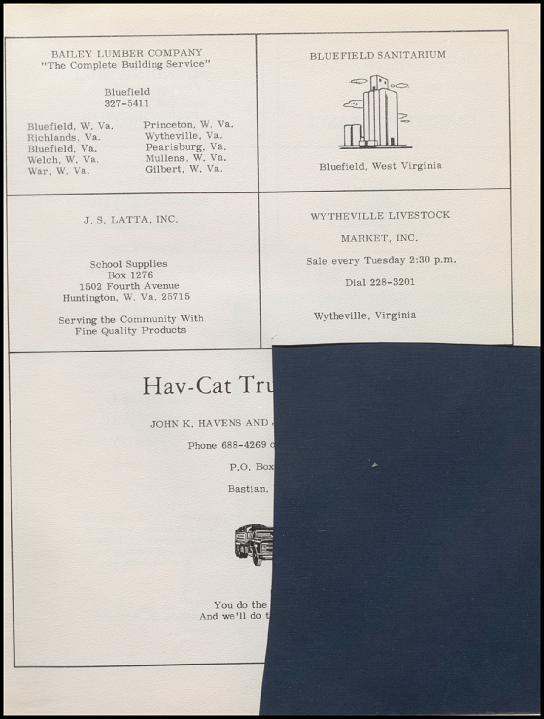 BAILEY LUMBER COMPANY
"The Complete Building Service"
Bluefield
327-5411
Bluefield, W. Va.
Richlands, Va.
Bluefield, Va.
Welch, W. Va.
War, W. Va.
Princeton, W. Va.
Wytheville, Va.
Pearisburg, Va.
Mullens, W. Va.
Gilbert, W. Va.
BLUEFIELD SANITARIUM
Bluefield, West Virginia
J. S. LATTA, INC.
School Supplies
Box 1276
1502 Fourth Avenue
Huntington, W. Va. 25715
Serving the Community With
Fine Quality Products
WYTHEVILLE LIVESTOCK
MARKET, INC.
Sale every Tuesday 2:30 p.m.
Dial 228-3201
Wytheville, Virginia
Hav-Cat Tru
JOHN K. HAVENS AND
Phone 688-4269
P.O. Box
Bastian,
You do the
And we'll do